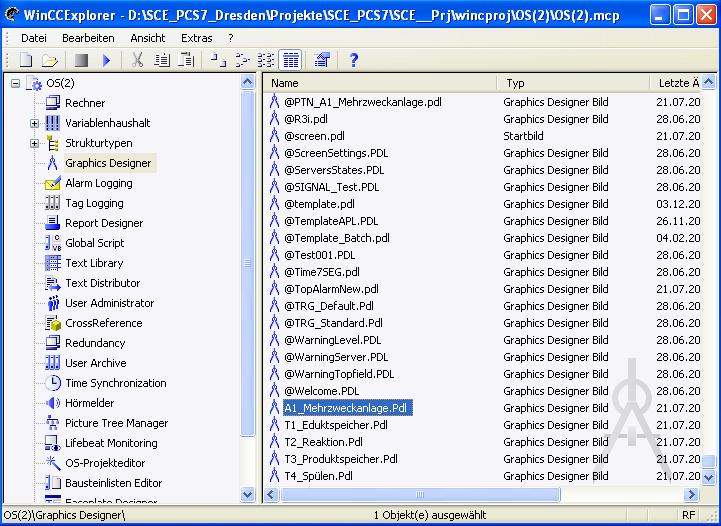 WinCCExplorer - D:\SCE_PCS7_Dresden\Projekte\SCE_PCS7\SCE__Prj\wincproj\OS(2)\OS(2).mcp
Datei Bearbeiten Ansicht Extras ?
OS(2)
Rechner
Variablenhaushalt
Strukturtypen
Graphics Designer
Alarm Logging
Tag Logging
Report Designer
Global Script
Text Library
Text Distributor
User Administrator
CrossReference
Redundancy
User Archive
Time Synchronization
Hörmelder
Picture Tree Manager
Lifebeat Monitoring
OS-Projekteditor
Bausteinlisten Editor
Faceplate Designer
Name Typ Letzte Ä
@PTN_A1_Mehrzweckanlage.pdl Graphics Designer Bild 21.07.20
@R3i.pdl Graphics Designer Bild 28.06.20
@screen.pdl Startbild 21.07.20
@ScreenSettings.PDL Graphics Designer Bild 28.06.20
@ServersStates.PDL Graphics Designer Bild 28.06.20
@SIGNAL_Test.PDL Graphics Designer Bild 28.06.20
@template.pdl Graphics Designer Bild 03.12.20
@TemplateAPL.PDL Graphics Designer Bild 26.11.20
@Template_Batch.pdl Graphics Designer Bild 04.02.20
@Test001.PDL Graphics Designer Bild 28.06.20
@Time7SEG.pdl Graphics Designer Bild 28.06.20
@TopAlarmNew.pdl Graphics Designer Bild 21.07.20
@TRG_Default.Pdl Graphics Designer Bild 28.06.20
@TRG_Standard.Pdl Graphics Designer Bild 28.06.20
@WarningLevel.PDL Graphics Designer Bild 28.06.20
@WarningServer.PDL Graphics Designer Bild 28.06.20
@WarningTopfield.PDL Graphics Designer Bild 28.06.20
@Welcome.PDL Graphics Designer Bild 28.06.20
A1_Mehrzweckanlage.Pdl Graphics Designer Bild 21.07.20
T1_Eduktspeicher.Pdl Graphics Designer Bild 21.07.20
T2_Reaktion.Pdl Graphics Designer Bild 21.07.20
T3_Produktspeicher.Pdl Graphics Designer Bild 21.07.20
T4_Spülen.Pdl Graphics Designer Bild 21.07.20
OS(2)\Graphics Designer\ 1 Objekt(e) ausgewählt RF